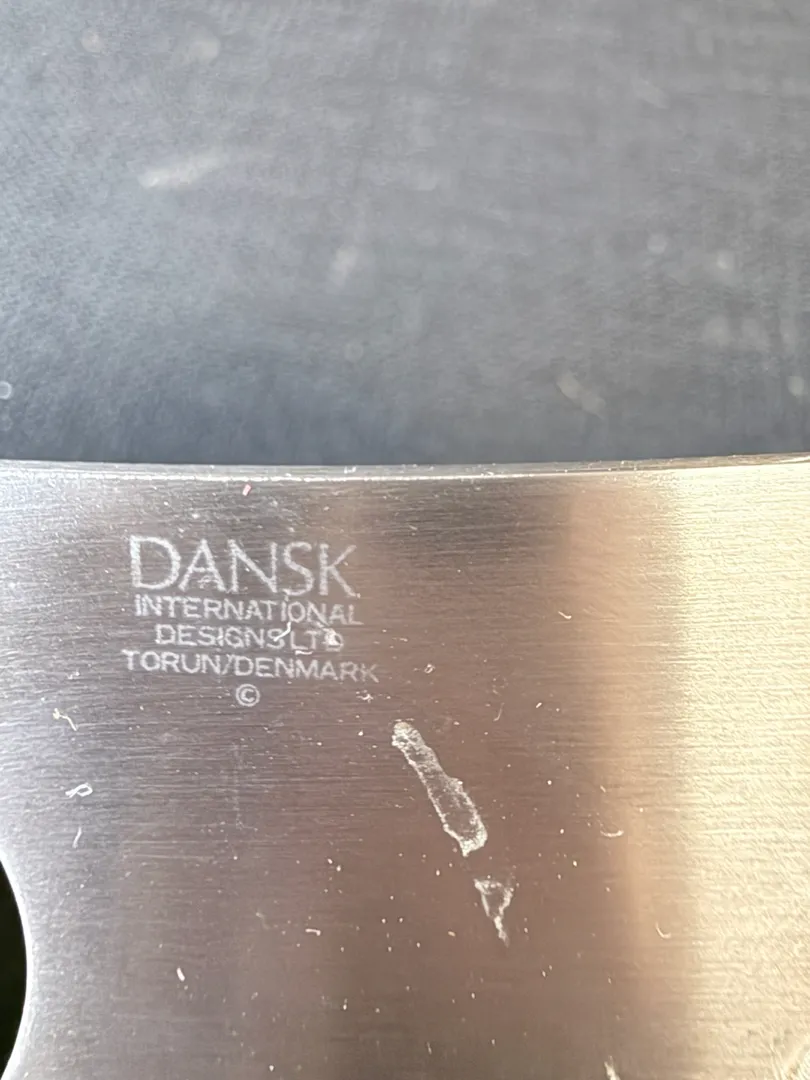 DANSK
INTERNATIONAL
DESIGNS LTD
TORUN/DENMARK
©